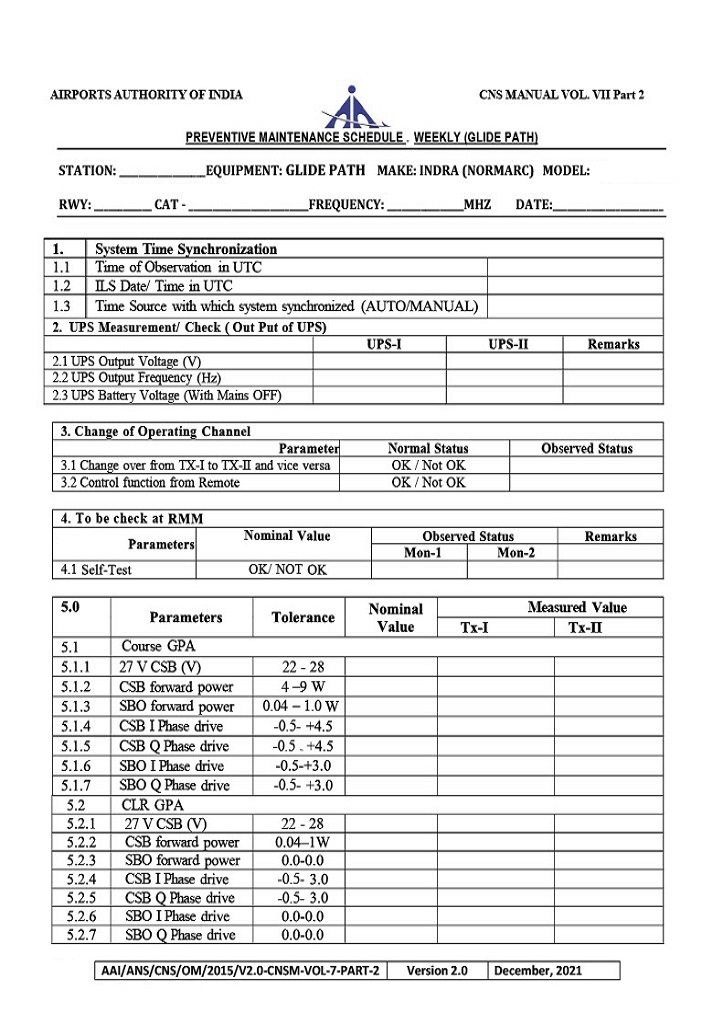 AIRPORTS AUTHORITY OF INDIA CNS MANUAL VOL. VII Part 2
PREVENTIVE MAINTENANCE SCHEDULE . WEEKLY (GLIDE PATH)
STATION: ______________EQUIPMENT: GLIDE PATH MAKE: INDRA (NORMARC) MODEL:
RWY: _________ CAT - ___________________FREQUENCY: ____________MHZ DATE:__________________
1. System Time Synchronization
1.1 Time of Observation in UTC
1.2 ILS Date/ Time in UTC
1.3 Time Source with which system synchronized (AUTO/MANUAL)
2. UPS Measurement/ Check ( Out Put of UPS)
UPS-I UPS-II Remarks
2.1 UPS Output Voltage (V)
2.2 UPS Output Frequency (Hz)
2.3 UPS Battery Voltage (With Mains OFF)
3. Change of Operating Channel
Parameter Normal Status Observed Status
3.1 Change over from TX-I to TX-II and vice versa OK / Not OK
3.2 Control function from Remote OK / Not OK
4. To be check at RMM
Parameters Nominal Value Observed Status Remarks
Mon-1 Mon-2
4.1 Self-Test OK/ NOT OK
5.0 Parameters Tolerance Nominal Value Measured Value
Tx-I Tx-II
5.1 Course GPA
5.1.1 27 V CSB (V) 22 - 28
5.1.2 CSB forward power 4 –9 W
5.1.3 SBO forward power 0.04 – 1.0 W
5.1.4 CSB I Phase drive -0.5- +4.5
5.1.5 CSB Q Phase drive -0.5 - +4.5
5.1.6 SBO I Phase drive -0.5-+3.0
5.1.7 SBO Q Phase drive -0.5- +3.0
5.2 CLR GPA
5.2.1 27 V CSB (V) 22 - 28
5.2.2 CSB forward power 0.04–1W
5.2.3 SBO forward power 0.0-0.0
5.2.4 CSB I Phase drive -0.5- 3.0
5.2.5 CSB Q Phase drive -0.5- 3.0
5.2.6 SBO I Phase drive 0.0-0.0
5.2.7 SBO Q Phase drive 0.0-0.0
AAI/ANS/CNS/OM/2015/V2.0-CNSM-VOL-7-PART-2 Version 2.0 December, 2021